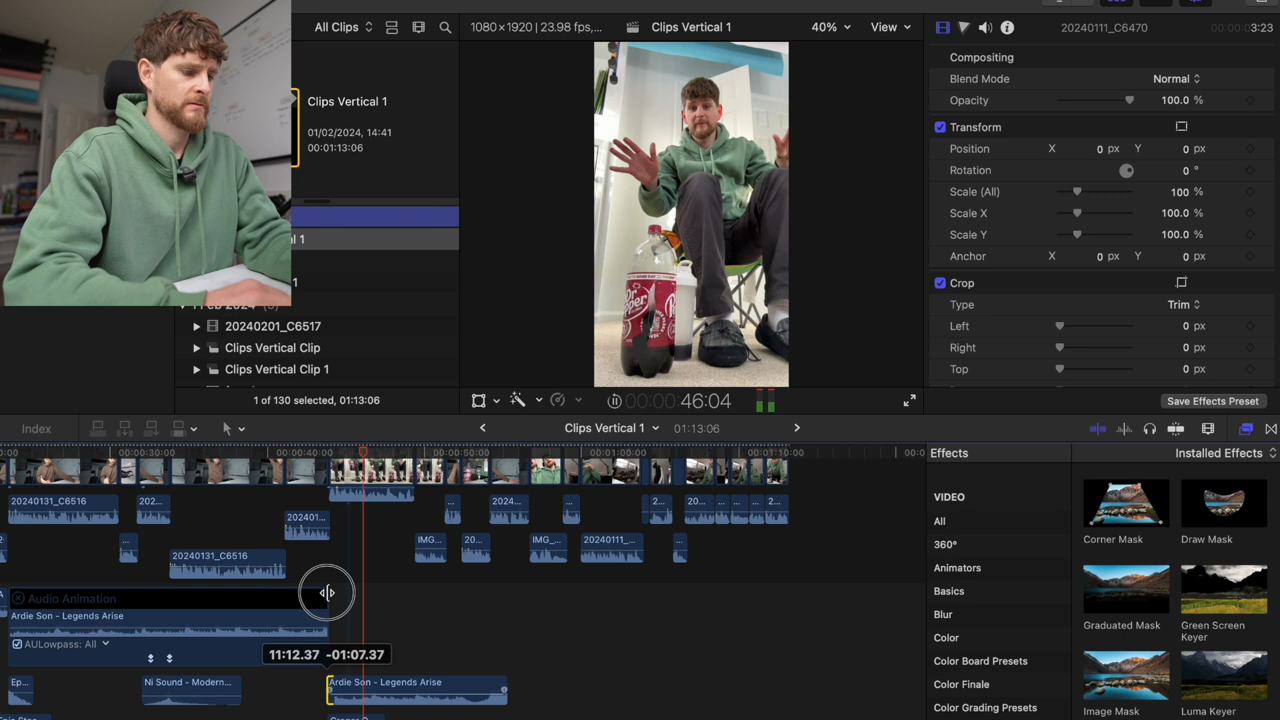 All Clips
1080×1920 | 23.98 fps,...
Clips Vertical 1
40%
View
20240111_C6470
00:00:03:23
Clips Vertical 1
01/02/2024, 14:41
00:01:13:06
Compositing
Blend Mode
Normal
Opacity
100.0 %
Transform
Position
X
0 px
Y
0 px
Rotation
0 °
Scale (All)
100 %
Scale X
100.0 %
Scale Y
100.0 %
Anchor
X
0 px
Y
0 px
Crop
Type
Trim
Left
0 px
Right
0 px
Top
0 px
Save Effects Preset
Dr Pepper
al 1
1
20240201_C6517
Clips Vertical Clip
Clips Vertical Clip 1
1 of 130 selected, 01:13:06
00:00:46:04
Index
Clips Vertical 1
01:13:06
00:00:30:00
00:00:40:00
00:00:50:00
00:01:00:00
00:01:10:00
00:0
20240131_C6516
202...
202401...
...
20240131_C6516
...
2024...
...
2...
20...
...
...
2...
IMG...
20...
IMG_...
20240111_...
...
A
Audio Animation
Ardie Son - Legends Arise
AULowpass: All
11:12.37 -01:07.37
Ep...
Ni Sound - Modern...
Ardie Son - Legends Arise
Effects
Installed Effects
VIDEO
All
360°
Animators
Basics
Blur
Color
Color Board Presets
Color Finale
Color Grading Presets
Corner Mask
Draw Mask
Graduated Mask
Green Screen
Keyer
Image Mask
Luma Keyer